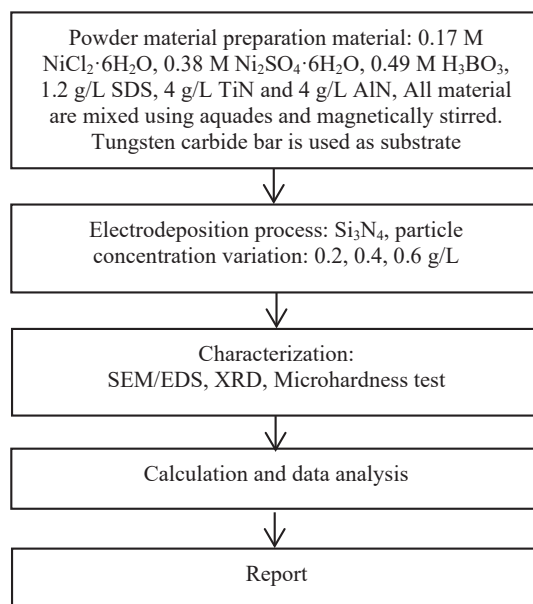 Powder material preparation material: 0.17 M
NiCl₂·6H₂O, 0.38 M Ni₂SO₄·6H₂O, 0.49 M H₃BO₃,
1.2 g/L SDS, 4 g/L TiN and 4 g/L AlN, All material
are mixed using aquades and magnetically stirred.
Tungsten carbide bar is used as substrate
Electrodeposition process: Si₃N₄, particle
concentration variation: 0.2, 0.4, 0.6 g/L
Characterization:
SEM/EDS, XRD, Microhardness test
Calculation and data analysis
Report